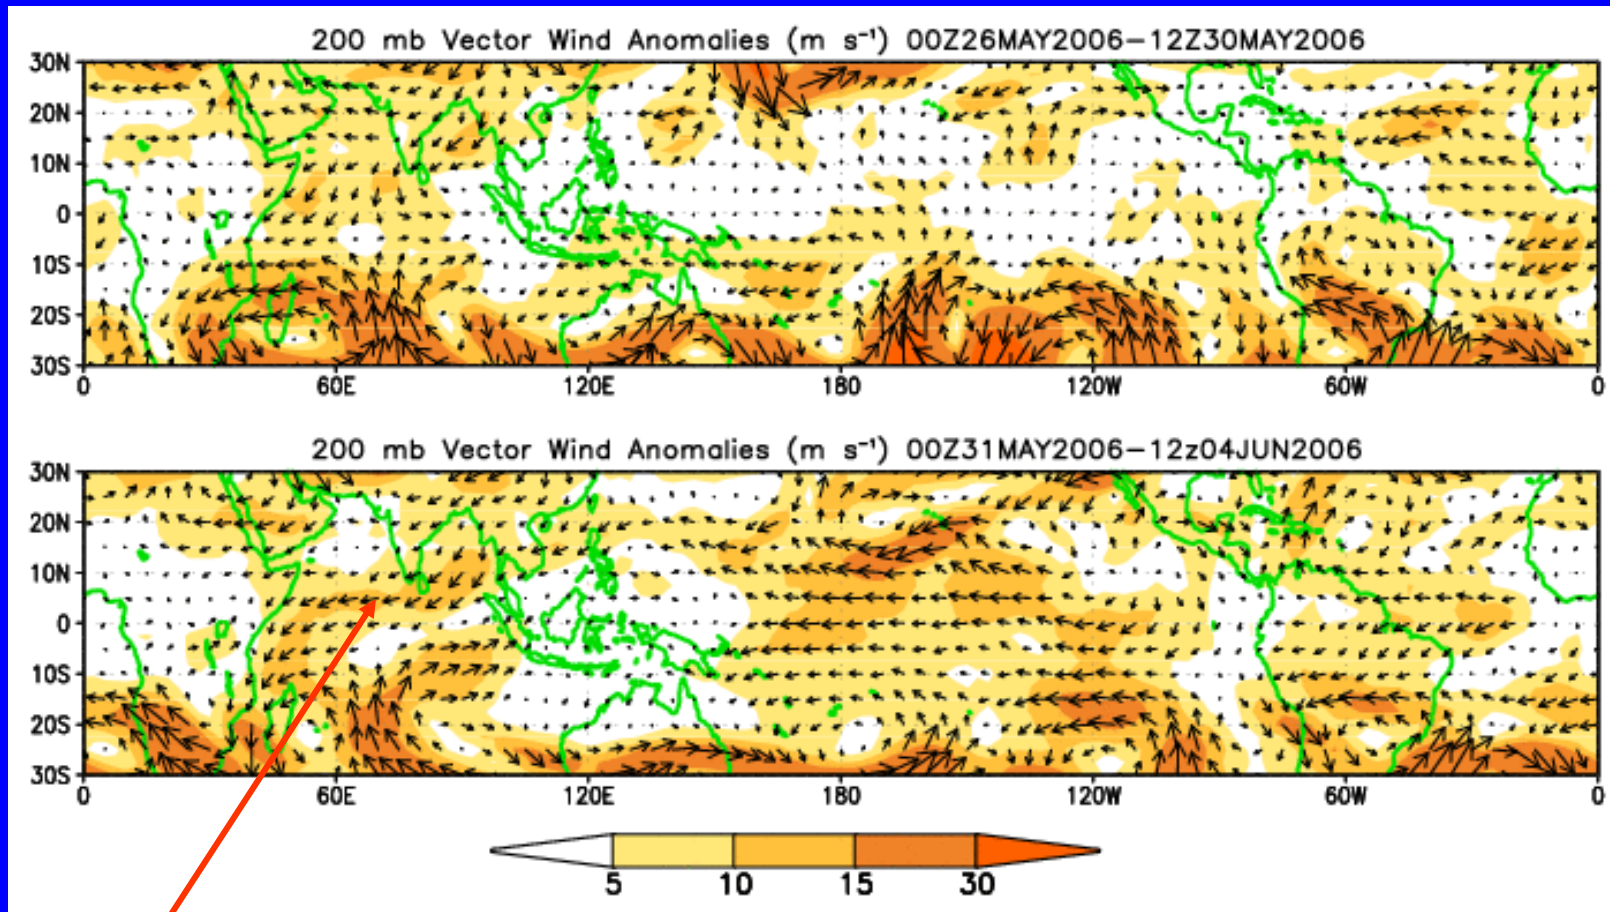 200 mb Vector Wind Anomalies (m s⁻¹) 00Z26MAY2006–12Z30MAY2006
30N
20N
10N
0
10S
20S
30S
0 60E 120E 180 120W 60W 0
200 mb Vector Wind Anomalies (m s⁻¹) 00Z31MAY2006–12z04JUN2006
30N
20N
10N
0
10S
20S
30S
0 60E 120E 180 120W 60W 0
5 10 15 30